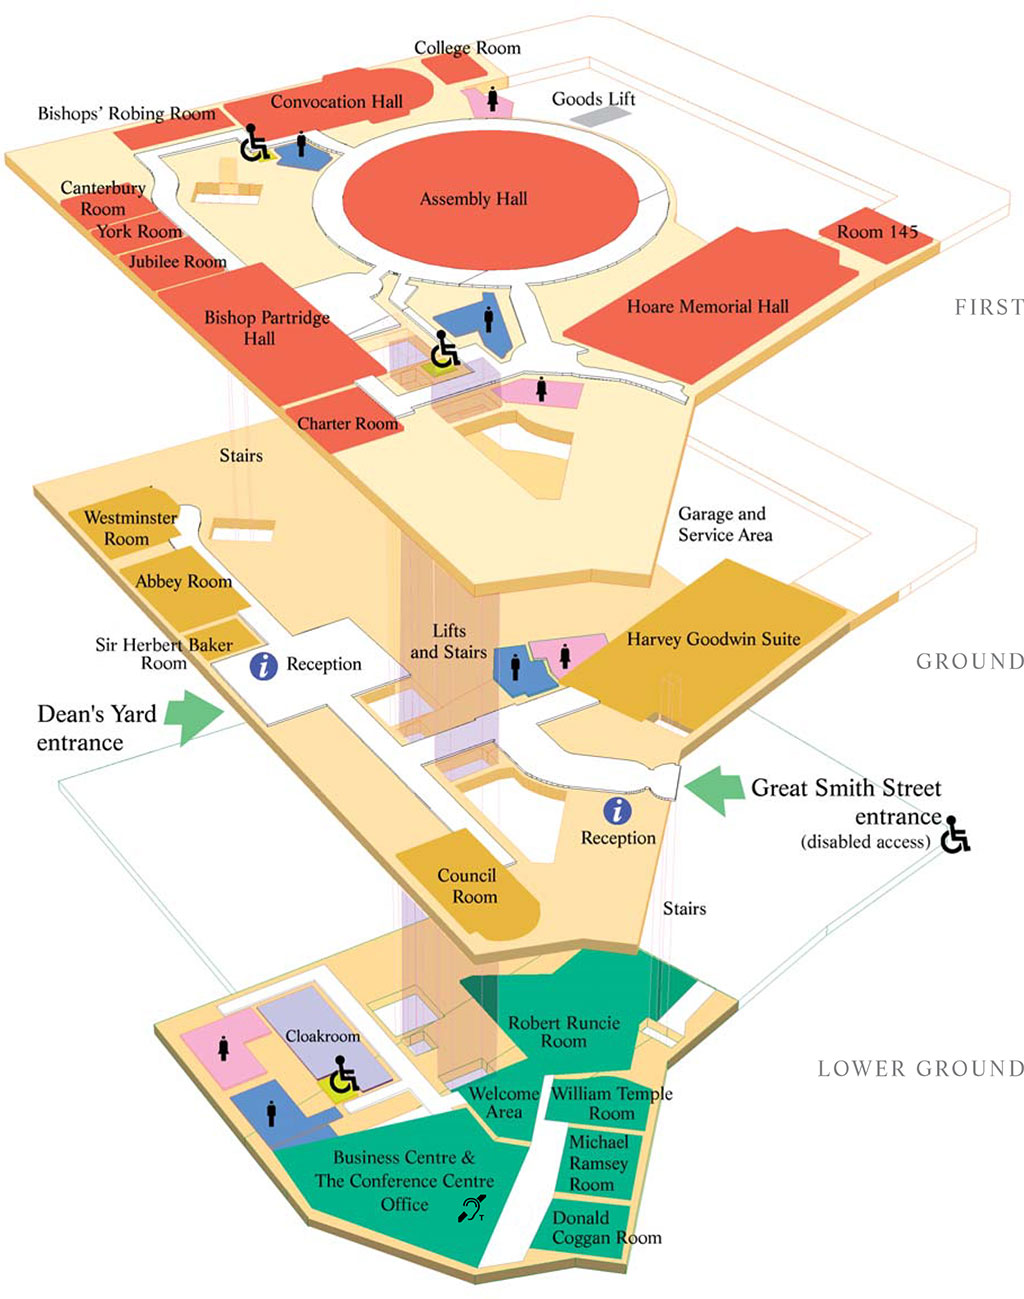 College Room
Convocation Hall
Goods Lift
Bishops' Robing Room
Canterbury
Room
York Room
Jubilee Room
Assembly Hall
Room 145
Hoare Memorial Hall
FIRST
Bishop Partridge
Hall
Charter Room
Stairs
Westminster
Room
Garage and
Service Area
Abbey Room
Sir Herbert Baker
Room
i
Reception
Lifts
and Stairs
Harvey Goodwin Suite
GROUND
Dean's Yard
entrance
Great Smith Street
entrance
(disabled access)
i
Reception
Council
Room
Stairs
Cloakroom
Robert Runcie
Room
LOWER GROUND
Welcome
Area
William Temple
Room
Michael
Ramsey
Room
Business Centre &
The Conference Centre
Office
T
Donald
Coggan Room